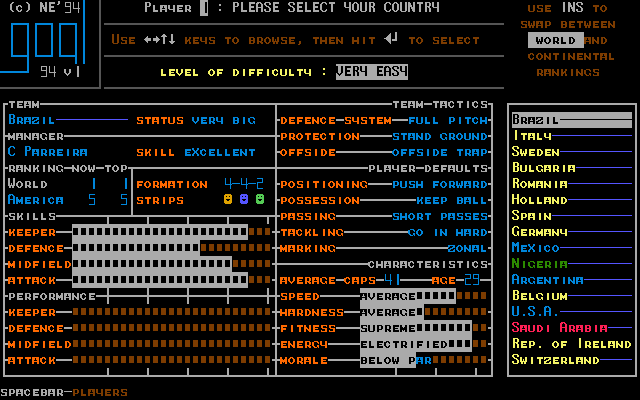 (c) NE'94
GOAL
94 v1
Player 1 : please select your country
Use ←→↑↓ keys to browse, then hit ↵ to select
Level of difficulty : Very easy
Use INS to
swap between
World and
continental
rankings
Team
Brazil Status Very big
Manager
C Parreira Skill Excellent
Ranking-Now-Top
World 1 1
America 5 5
Formation 4-4-2
Strips
Skills
Keeper
Defence
Midfield
Attack
Performance
Keeper
Defence
Midfield
Attack
Team-Tactics
Defence-System Full pitch
Protection Stand ground
Offside Offside trap
Player-Defaults
Positioning Push forward
Possession Keep ball
Passing Short passes
Tackling Go in hard
Marking Zonal
Characteristics
Average caps 41 Age 29
Speed Average
Hardness Average
Fitness Supreme
Energy Electrified
Morale Below par
Brazil
Italy
Sweden
Bulgaria
Romania
Holland
Spain
Germany
Mexico
Nigeria
Argentina
Belgium
U.S.A.
Saudi Arabia
Rep. of Ireland
Switzerland
Spacebar-Players